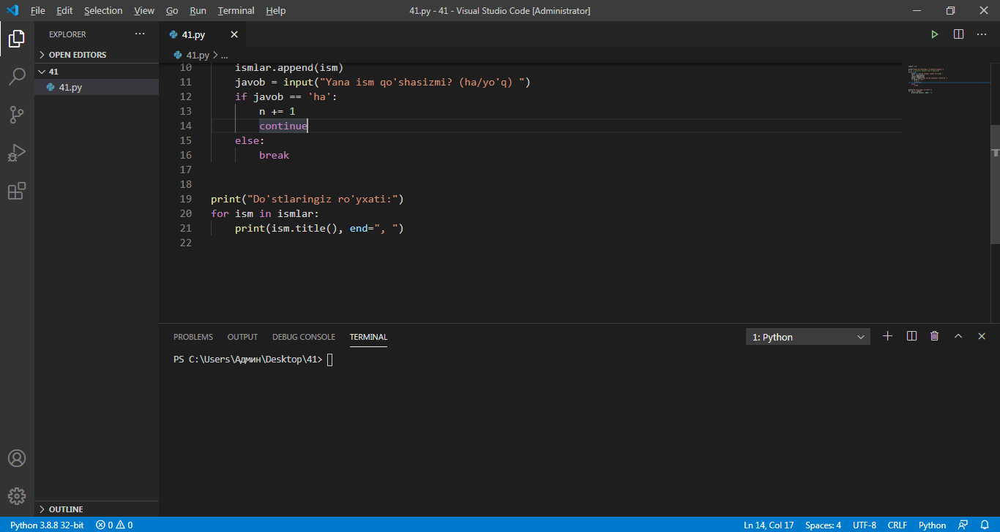 File Edit Selection View Go Run Terminal Help 41.py - 41 - Visual Studio Code [Administrator]
EXPLORER
OPEN EDITORS
41
41.py
41.py
41.py > ...
10 ismlar.append(ism)
11 javob = input("Yana ism qo'shasizmi? (ha/yo'q) ")
12 if javob == 'ha':
13 n += 1
14 continue
15 else:
16 break
17
18
19 print("Do'stlaringiz ro'yxati:")
20 for ism in ismlar:
21 print(ism.title(), end=", ")
22
PROBLEMS OUTPUT DEBUG CONSOLE TERMINAL 1: Python
PS C:\Users\Админ\Desktop\41>
OUTLINE
Python 3.8.8 32-bit 0 0 Ln 14, Col 17 Spaces: 4 UTF-8 CRLF Python